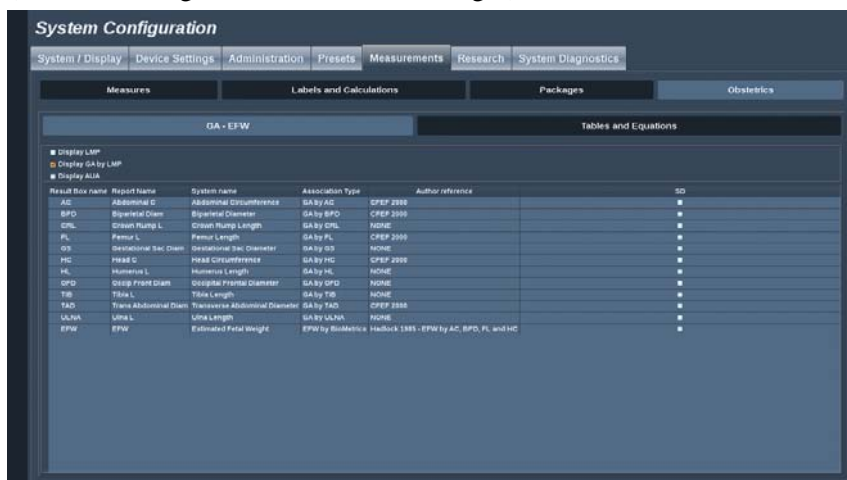 System Configuration
System / Display Device Settings Administration Presets Measurements Research System Diagnostics
Measures Labels and Calculations Packages Obstetrics
GA - EFW Tables and Equations
Display LMP
Display GA by LMP
Display AUA
Result Box name Report Name System name Association Type Author reference SD
AC Abdominal C Abdominal Circumference GA by AC CFEF 2000
BPD Biparietal Diam Biparietal Diameter GA by BPD CFEF 2000
CRL Crown Rump L Crown Rump Length GA by CRL NONE
FL Femur L Femur Length GA by FL CFEF 2000
GS Gestational Sac Diam Gestational Sac Diameter GA by GS NONE
HC Head C Head Circumference GA by HC CFEF 2000
HL Humerus L Humerus Length GA by HL NONE
OFD Occip Front Diam Occipital Frontal Diameter GA by OFD NONE
TIB Tibia L Tibia Length GA by TIB NONE
TAD Trans Abdominal Diam Transverse Abdominal Diameter GA by TAD CFEF 2000
ULNA Ulna L Ulna Length GA by ULNA NONE
EFW EFW Estimated Fetal Weight EFW by BioMetrics Hadlock 1985 - EFW by AC, BPD, FL and HC